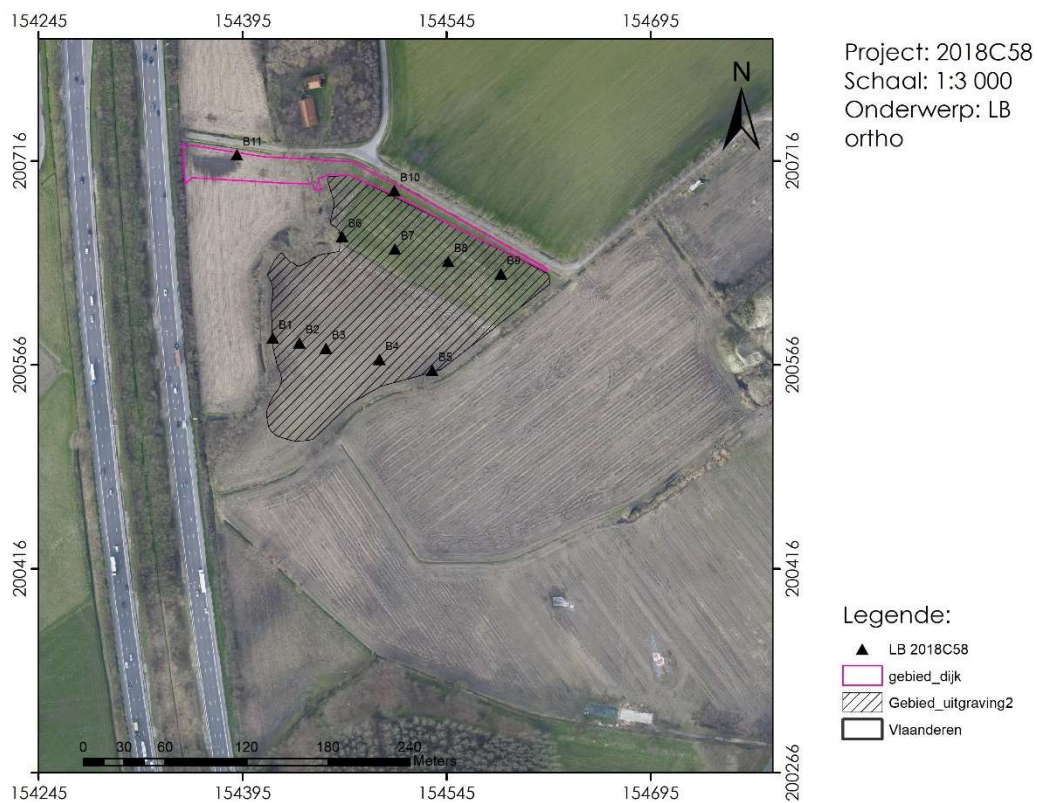 154245 154395 154545 154695
Project: 2018C58
Schaal: 1:3 000
Onderwerp: LB
ortho
N
200716 200716
B11
B10
B6
B7
B8
B9
B1
B2
B3
B4
B5
200566 200566
200416 200416
Legende:
LB 2018C58
gebied_dijk
Gebied_uitgraving2
Vlaanderen
0 30 60 120 180 240
Meters
200266 200266
154245 154395 154545 154695